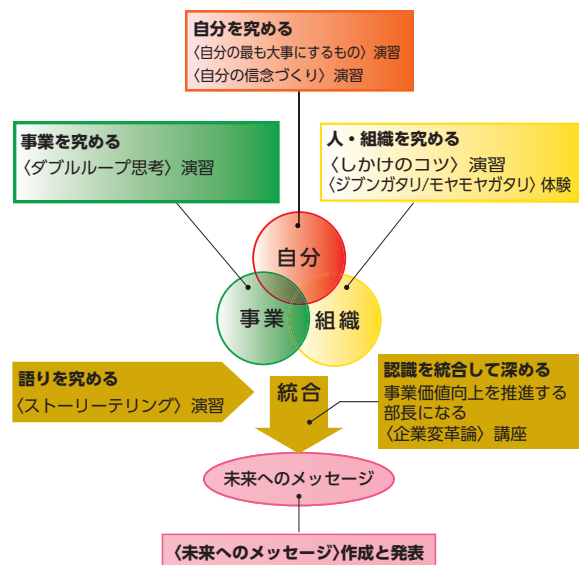 自分を究める
〈自分の最も大事にするもの〉演習
〈自分の信念づくり〉演習
事業を究める
〈ダブルループ思考〉演習
人・組織を究める
〈しかけのコツ〉演習
〈ジブンガタリ/モヤモヤガタリ〉体験
自分
事業
組織
語りを究める
〈ストーリーテリング〉演習
統合
認識を統合して深める
事業価値向上を推進する
部長になる
〈企業変革論〉講座
未来へのメッセージ
〈未来へのメッセージ〉作成と発表